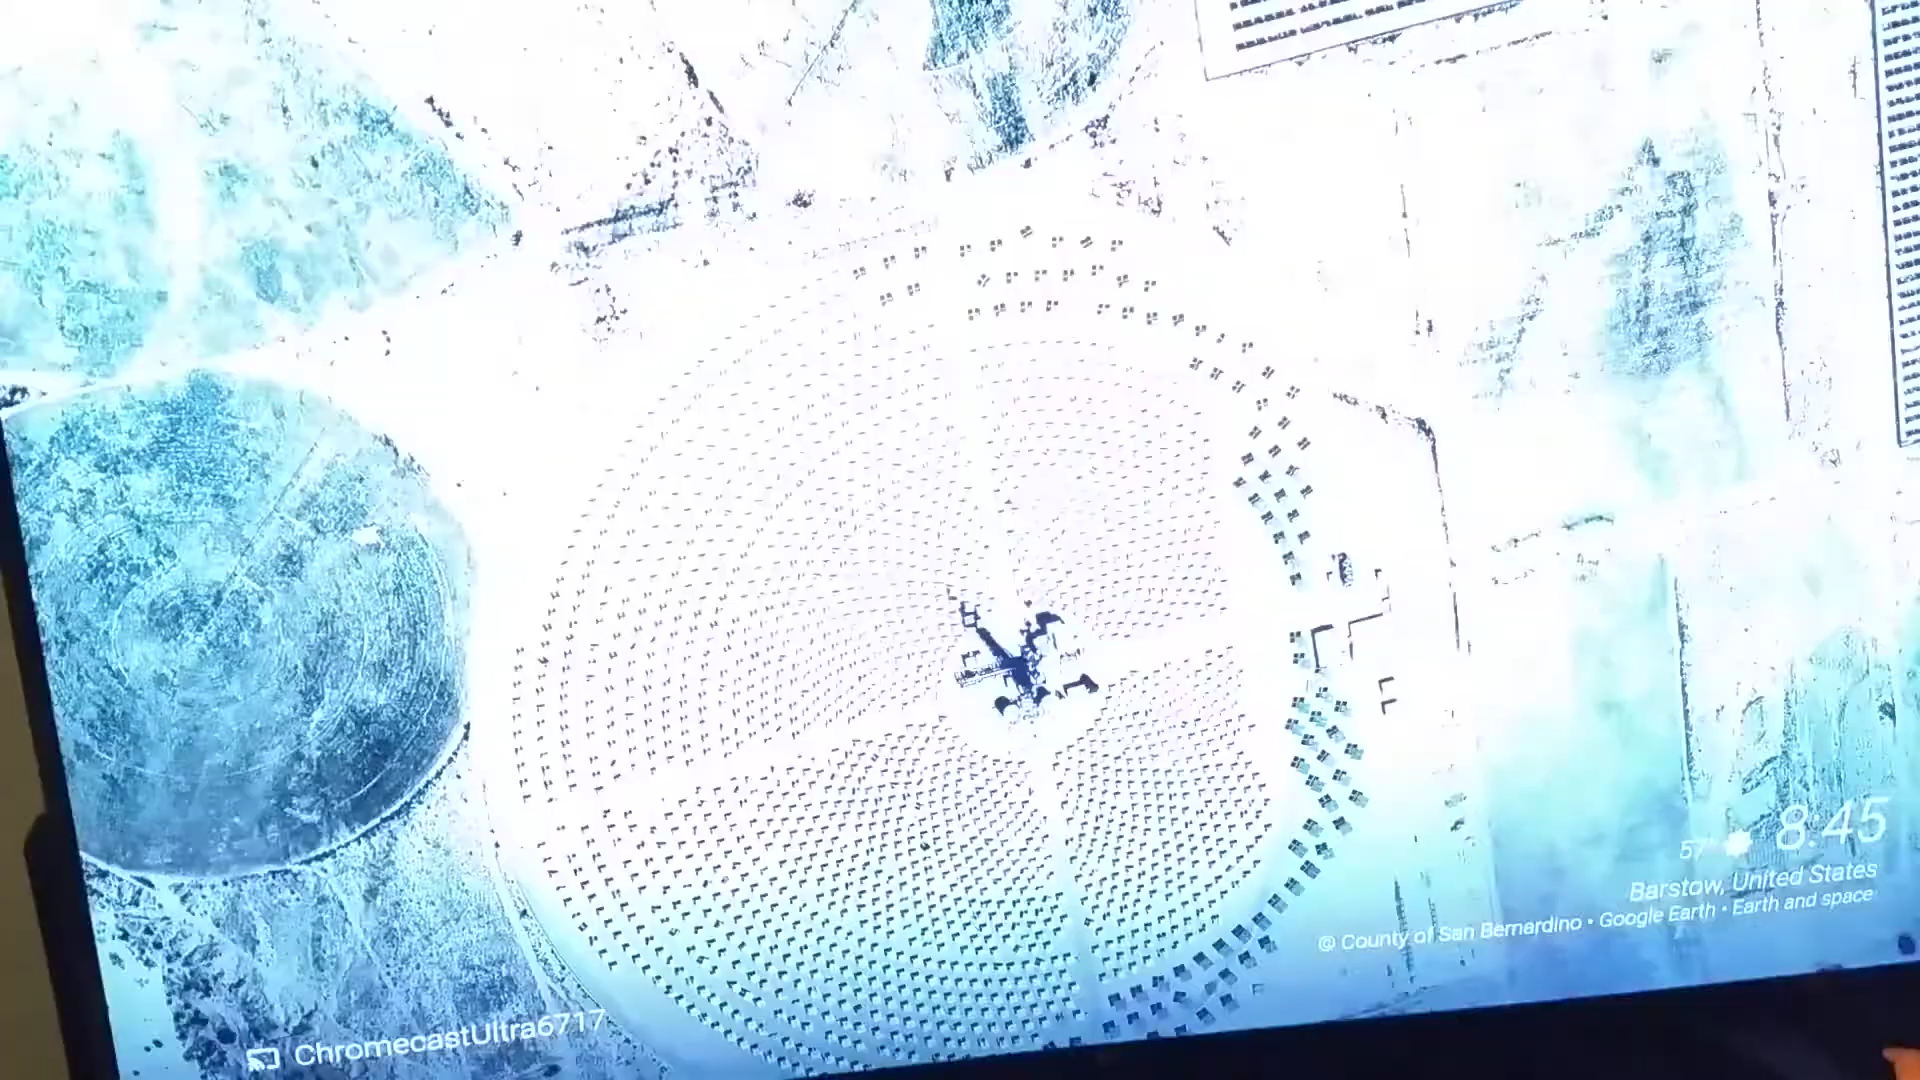 57°
8:45
Barstow, United States
© County of San Bernardino • Google Earth • Earth and space
ChromecastUltra6717